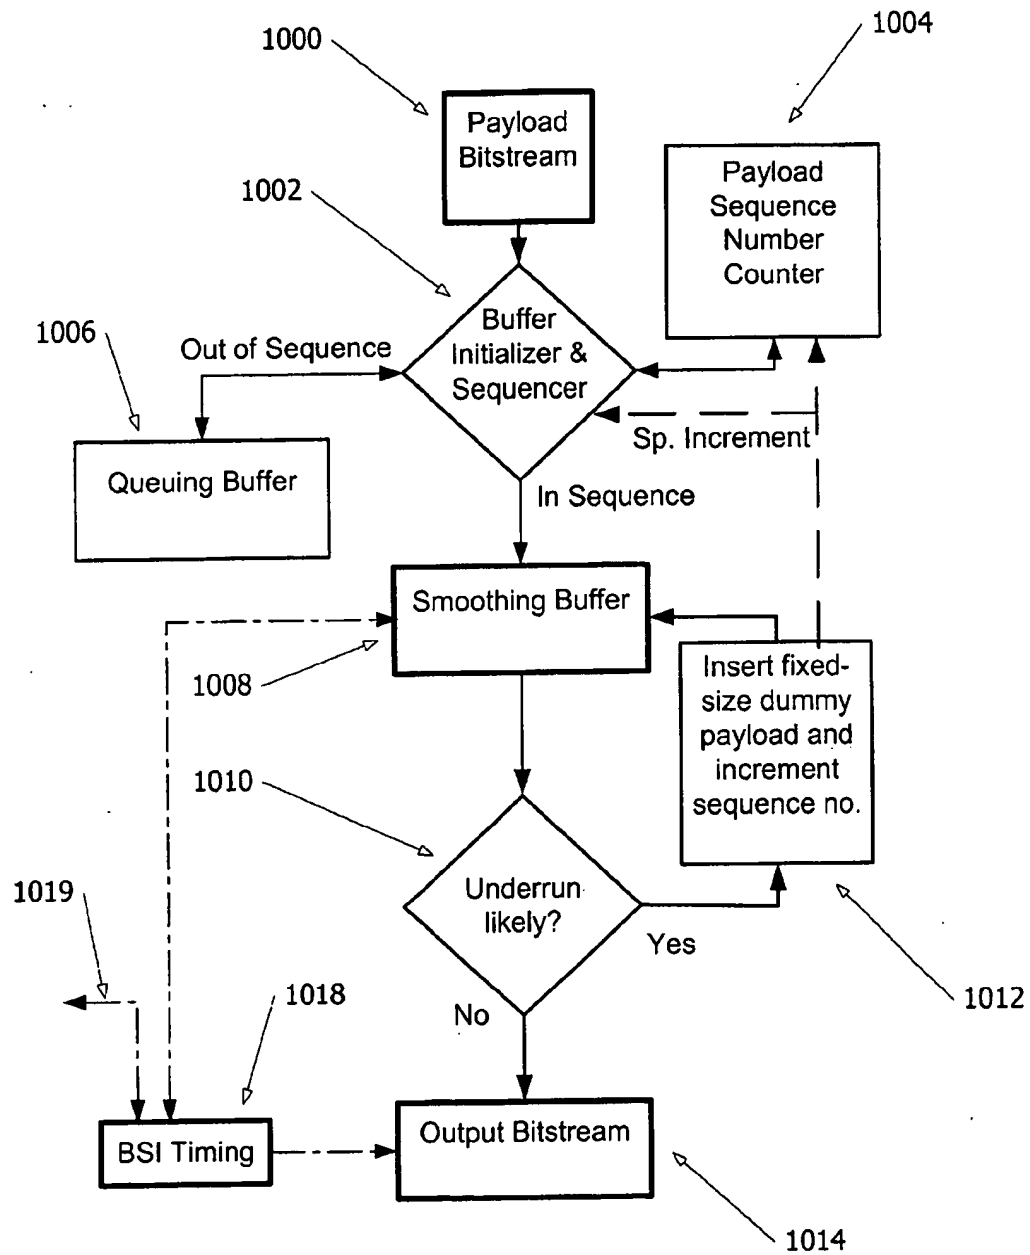 1000
1004
Payload
Bitstream
Payload
Sequence
Number
Counter
1002
1006
Out of Sequence
Buffer
Initializer &
Sequencer
Sp. Increment
Queuing Buffer
In Sequence
Smoothing Buffer
1008
Insert fixed-
size dummy
payload and
increment
sequence no.
1010
Underrun
likely?
Yes
1019
1018
1012
No
BSI Timing
Output Bitstream
1014